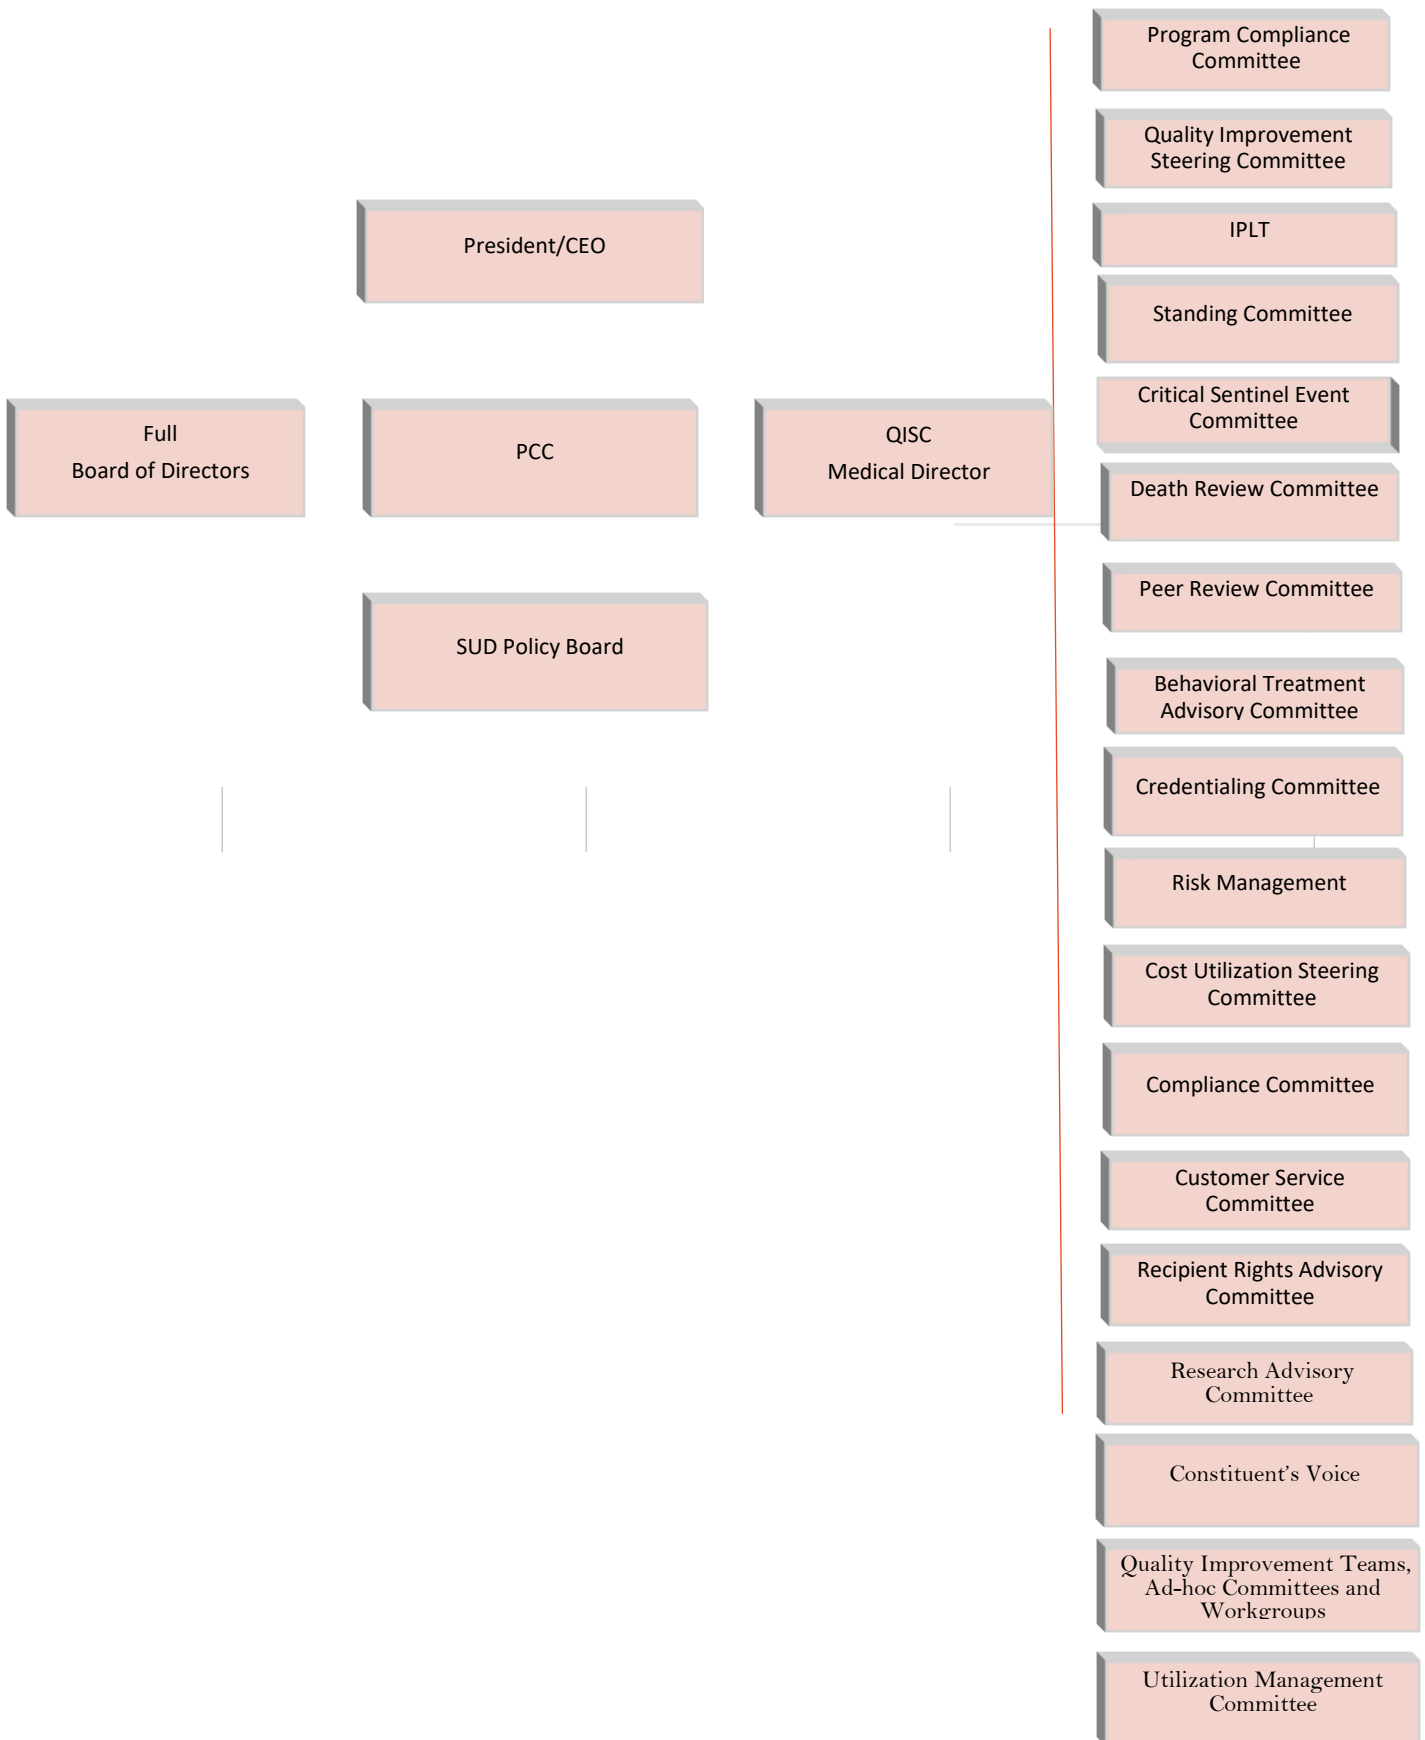 President/CEO
Full
Board of Directors
PCC
QISC
Medical Director
SUD Policy Board
Program Compliance
Committee
Quality Improvement
Steering Committee
IPLT
Standing Committee
Critical Sentinel Event
Committee
Death Review Committee
Peer Review Committee
Behavioral Treatment
Advisory Committee
Credentialing Committee
Risk Management
Cost Utilization Steering
Committee
Compliance Committee
Customer Service
Committee
Recipient Rights Advisory
Committee
Research Advisory
Committee
Constituent's Voice
Quality Improvement Teams,
Ad-hoc Committees and
Workgroups
Utilization Management
Committee